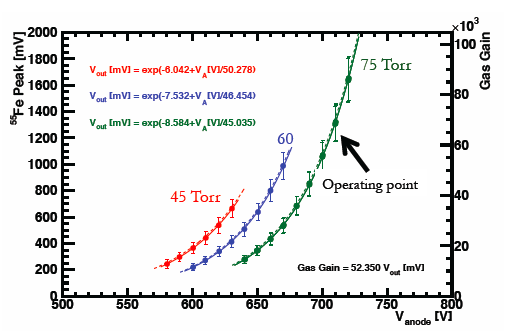 2000
1800
1600
1400
1200
1000
800
600
400
200
0
⁵⁵Fe Peak [mV]
V_out [mV] = exp(-6.042+V_A[V]/50.278)
V_out [mV] = exp(-7.532+V_A[V]/46.454)
V_out [mV] = exp(-8.584+V_A[V]/45.035)
75 Torr
60
45 Torr
Operating point
Gas Gain = 52.350 V_out [mV]
×10³
100
80
60
40
20
0
Gas Gain
500 550 600 650 700 750 800
V_anode [V]